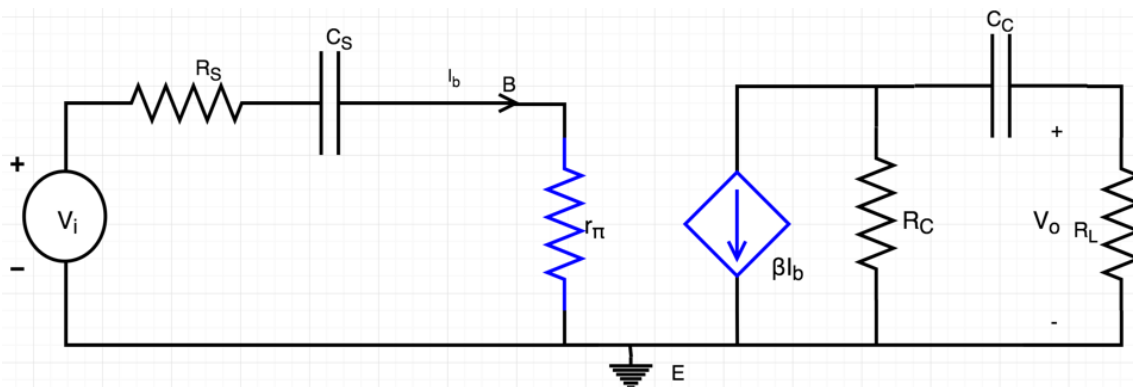 C_C
C_S
R_S
I_b
B
+
+
V_i
r_π
R_C
V_o
R_L
−
βI_b
-
E